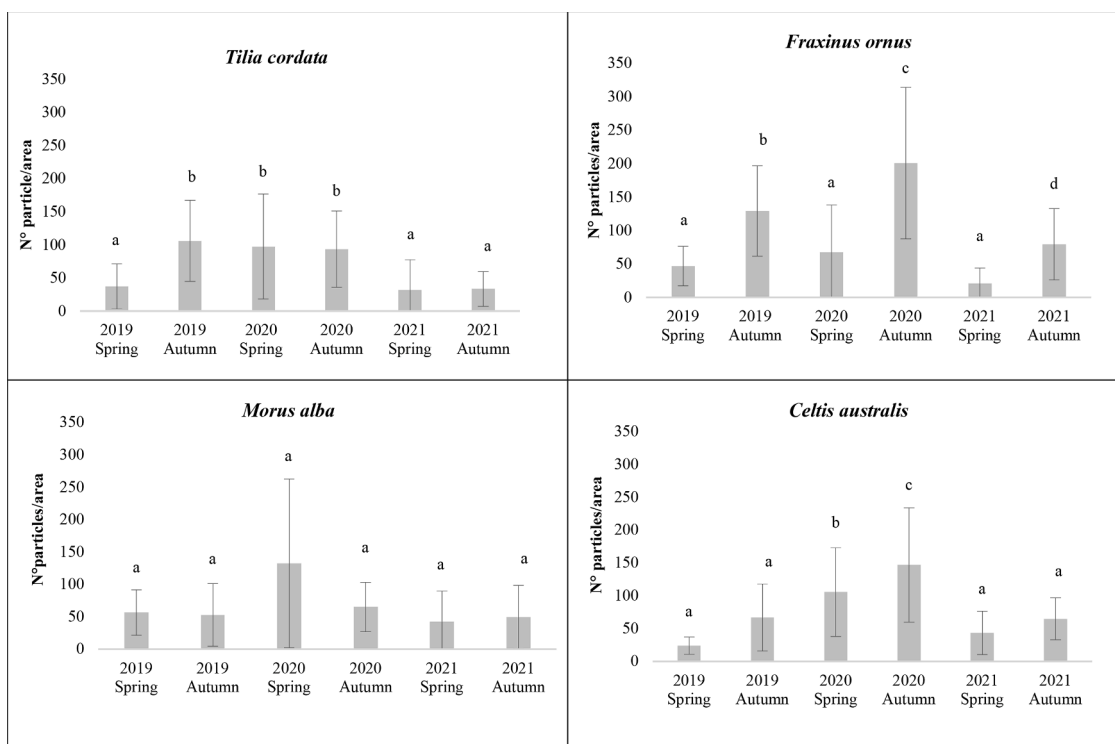 Tilia cordata
N° particle/area
350
300
250
200
150
100
50
0
a
b
b
b
a
a
2019 2019 2020 2020 2021 2021
Spring Autumn Spring Autumn Spring Autumn
Fraxinus ornus
N° particles/area
350
300
250
200
150
100
50
0
a
b
a
c
a
d
2019 2019 2020 2020 2021 2021
Spring Autumn Spring Autumn Spring Autumn
Morus alba
N°particles/area
350
300
250
200
150
100
50
0
a
a
a
a
a
a
2019 2019 2020 2020 2021 2021
Spring Autumn Spring Autumn Spring Autumn
Celtis australis
N° particles/area
350
300
250
200
150
100
50
0
a
a
b
c
a
a
2019 2019 2020 2020 2021 2021
Spring Autumn Spring Autumn Spring Autumn